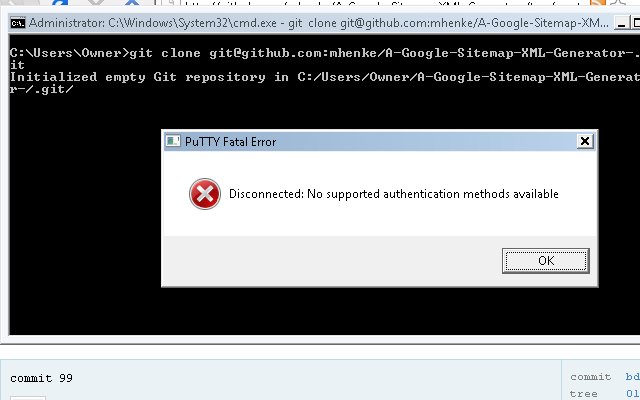 Administrator: C:\Windows\System32\cmd.exe - git clone git@github.com:mhenke/A-Google-Sitemap-XM...
C:\Users\Owner>git clone git@github.com:mhenke/A-Google-Sitemap-XML-Generator-.
it
Initialized empty Git repository in C:/Users/Owner/A-Google-Sitemap-XML-Generat
r-/.git/
PuTTY Fatal Error
Disconnected: No supported authentication methods available
OK
commit 99
commit bd
tree 01